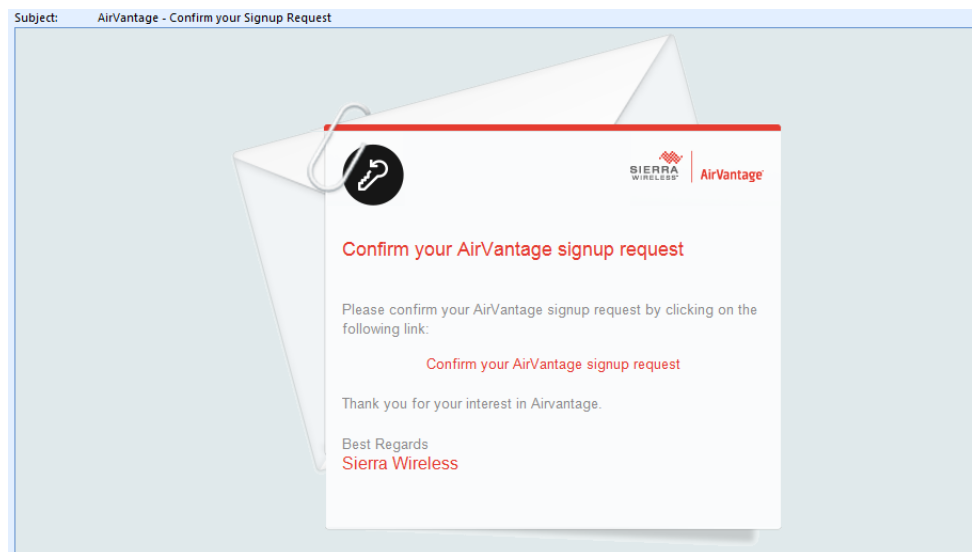 Subject: AirVantage - Confirm your Signup Request
SIERRA
WIRELESS®
AirVantage®
Confirm your AirVantage signup request
Please confirm your AirVantage signup request by clicking on the
following link:
Confirm your AirVantage signup request
Thank you for your interest in Airvantage.
Best Regards
Sierra Wireless